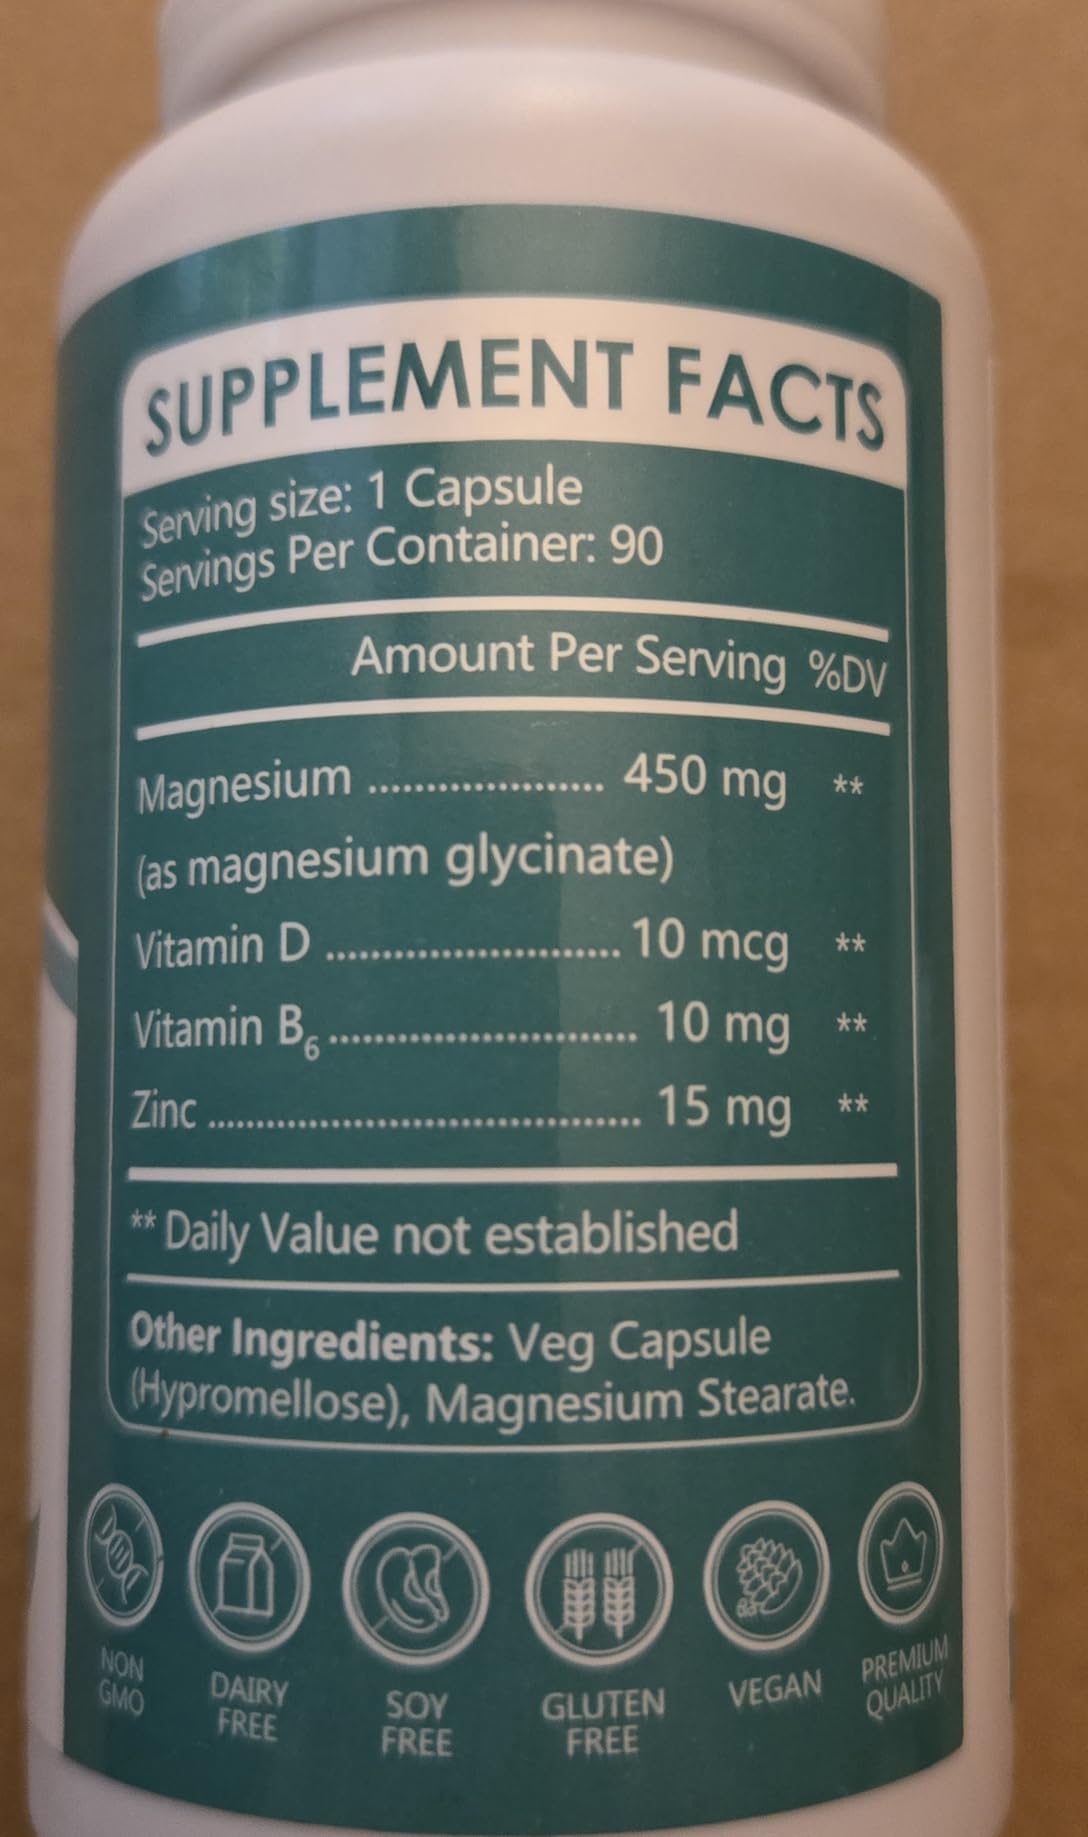 SUPPLEMENT FACTS
Serving size: 1 Capsule
Servings Per Container: 90
Amount Per Serving %DV
Magnesium .................... 450 mg **
(as magnesium glycinate)
Vitamin D ......................... 10 mcg **
Vitamin B6 .......................... 10 mg **
Zinc ..................................... 15 mg **
** Daily Value not established
Other Ingredients: Veg Capsule
(Hypromellose), Magnesium Stearate.
NON
GMO
DAIRY
FREE
SOY
FREE
GLUTEN
FREE
VEGAN
PREMIUM
QUALITY